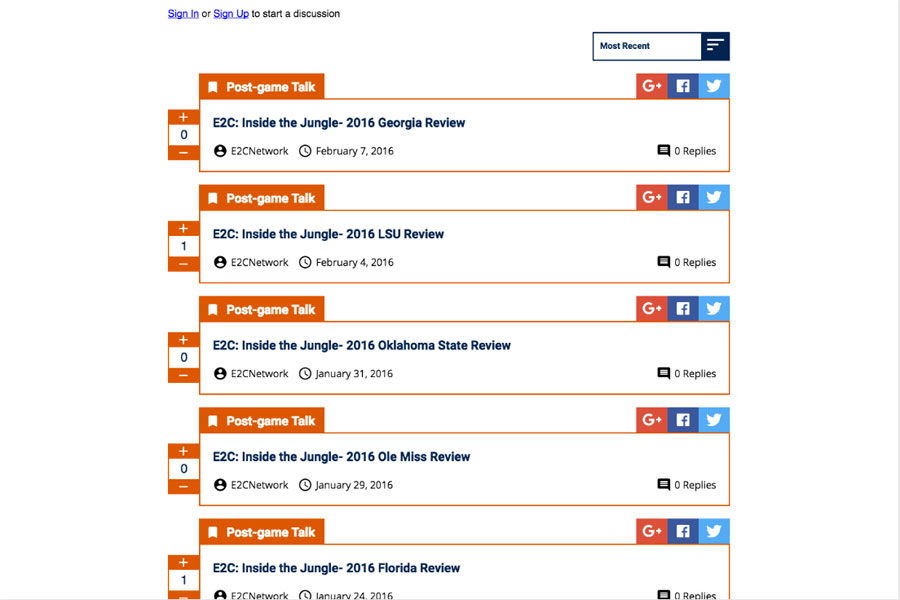 Sign In or Sign Up to start a discussion
Most Recent
Post-game Talk
G+
+
0
−
E2C: Inside the Jungle- 2016 Georgia Review
E2CNetwork February 7, 2016 0 Replies
Post-game Talk
G+
+
1
−
E2C: Inside the Jungle- 2016 LSU Review
E2CNetwork February 4, 2016 0 Replies
Post-game Talk
G+
+
0
−
E2C: Inside the Jungle- 2016 Oklahoma State Review
E2CNetwork January 31, 2016 0 Replies
Post-game Talk
G+
+
0
−
E2C: Inside the Jungle- 2016 Ole Miss Review
E2CNetwork January 29, 2016 0 Replies
Post-game Talk
G+
+
1
−
E2C: Inside the Jungle- 2016 Florida Review
E2CNetwork January 24, 2016 0 Replies